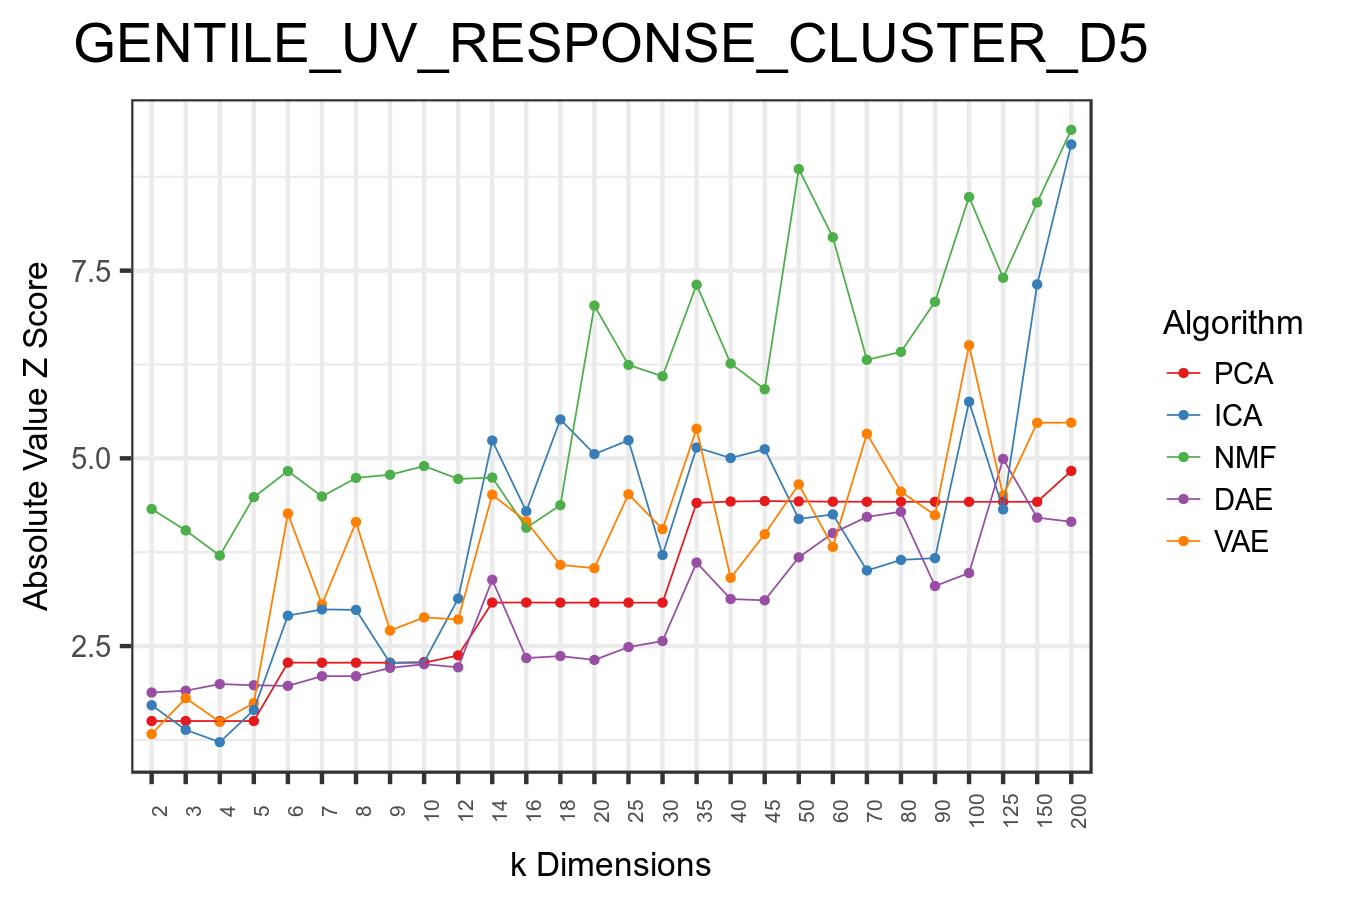 GENTILE_UV_RESPONSE_CLUSTER_D5
Absolute Value Z Score
7.5
5.0
2.5
2 3 4 5 6 7 8 9 10 12 14 16 18 20 25 30 35 40 45 50 60 70 80 90 100 125 150 200
k Dimensions
Algorithm
PCA
ICA
NMF
DAE
VAE